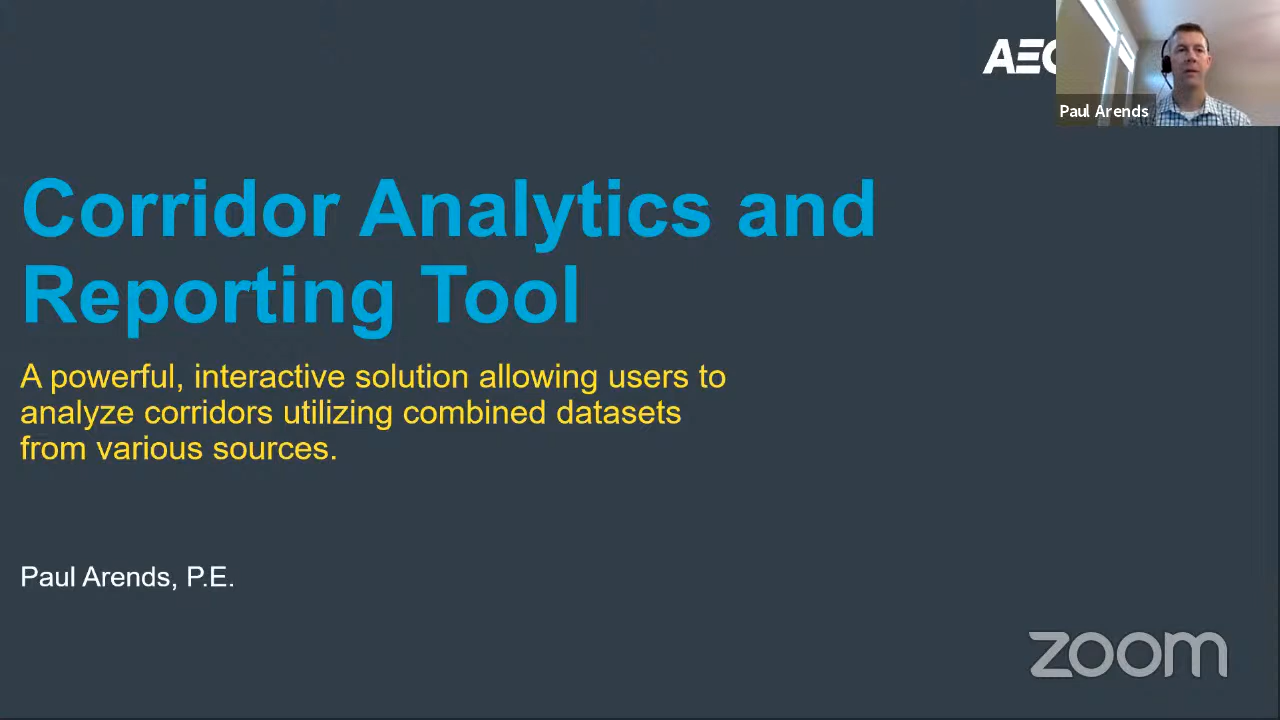 Paul Arends
Corridor Analytics and
Reporting Tool
A powerful, interactive solution allowing users to
analyze corridors utilizing combined datasets
from various sources.
Paul Arends, P.E.
zoom